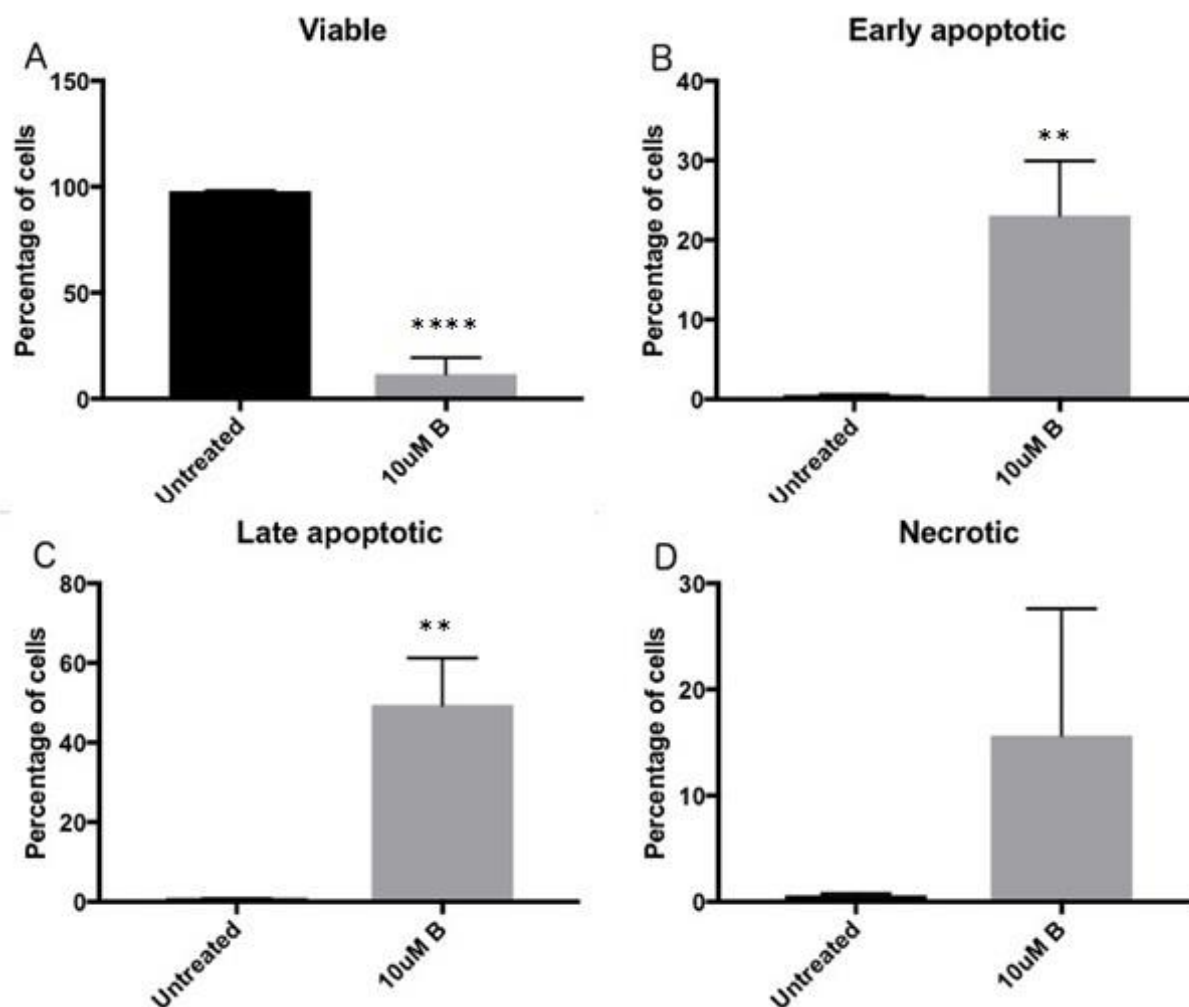 Viable
A
Percentage of cells
150
100
50
0
****
Untreated
10uM B
Early apoptotic
B
Percentage of cells
40
30
20
10
0
**
Untreated
10uM B
Late apoptotic
C
Percentage of cells
80
60
40
20
0
**
Untreated
10uM B
Necrotic
D
Percentage of cells
30
20
10
0
Untreated
10uM B